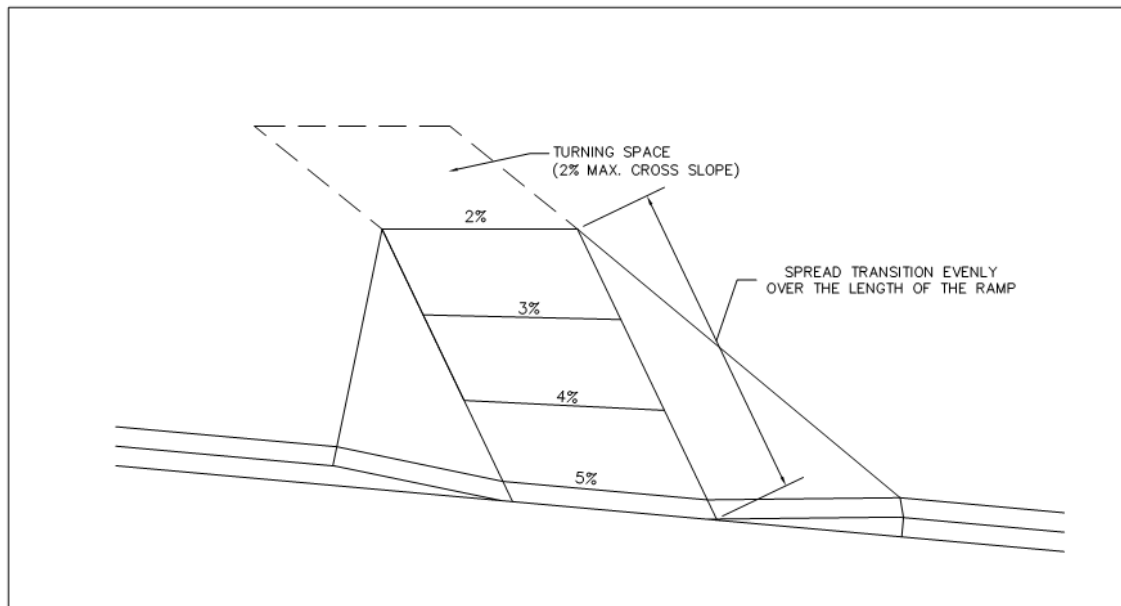 TURNING SPACE
(2% MAX. CROSS SLOPE)
2%
SPREAD TRANSITION EVENLY
OVER THE LENGTH OF THE RAMP
3%
4%
5%